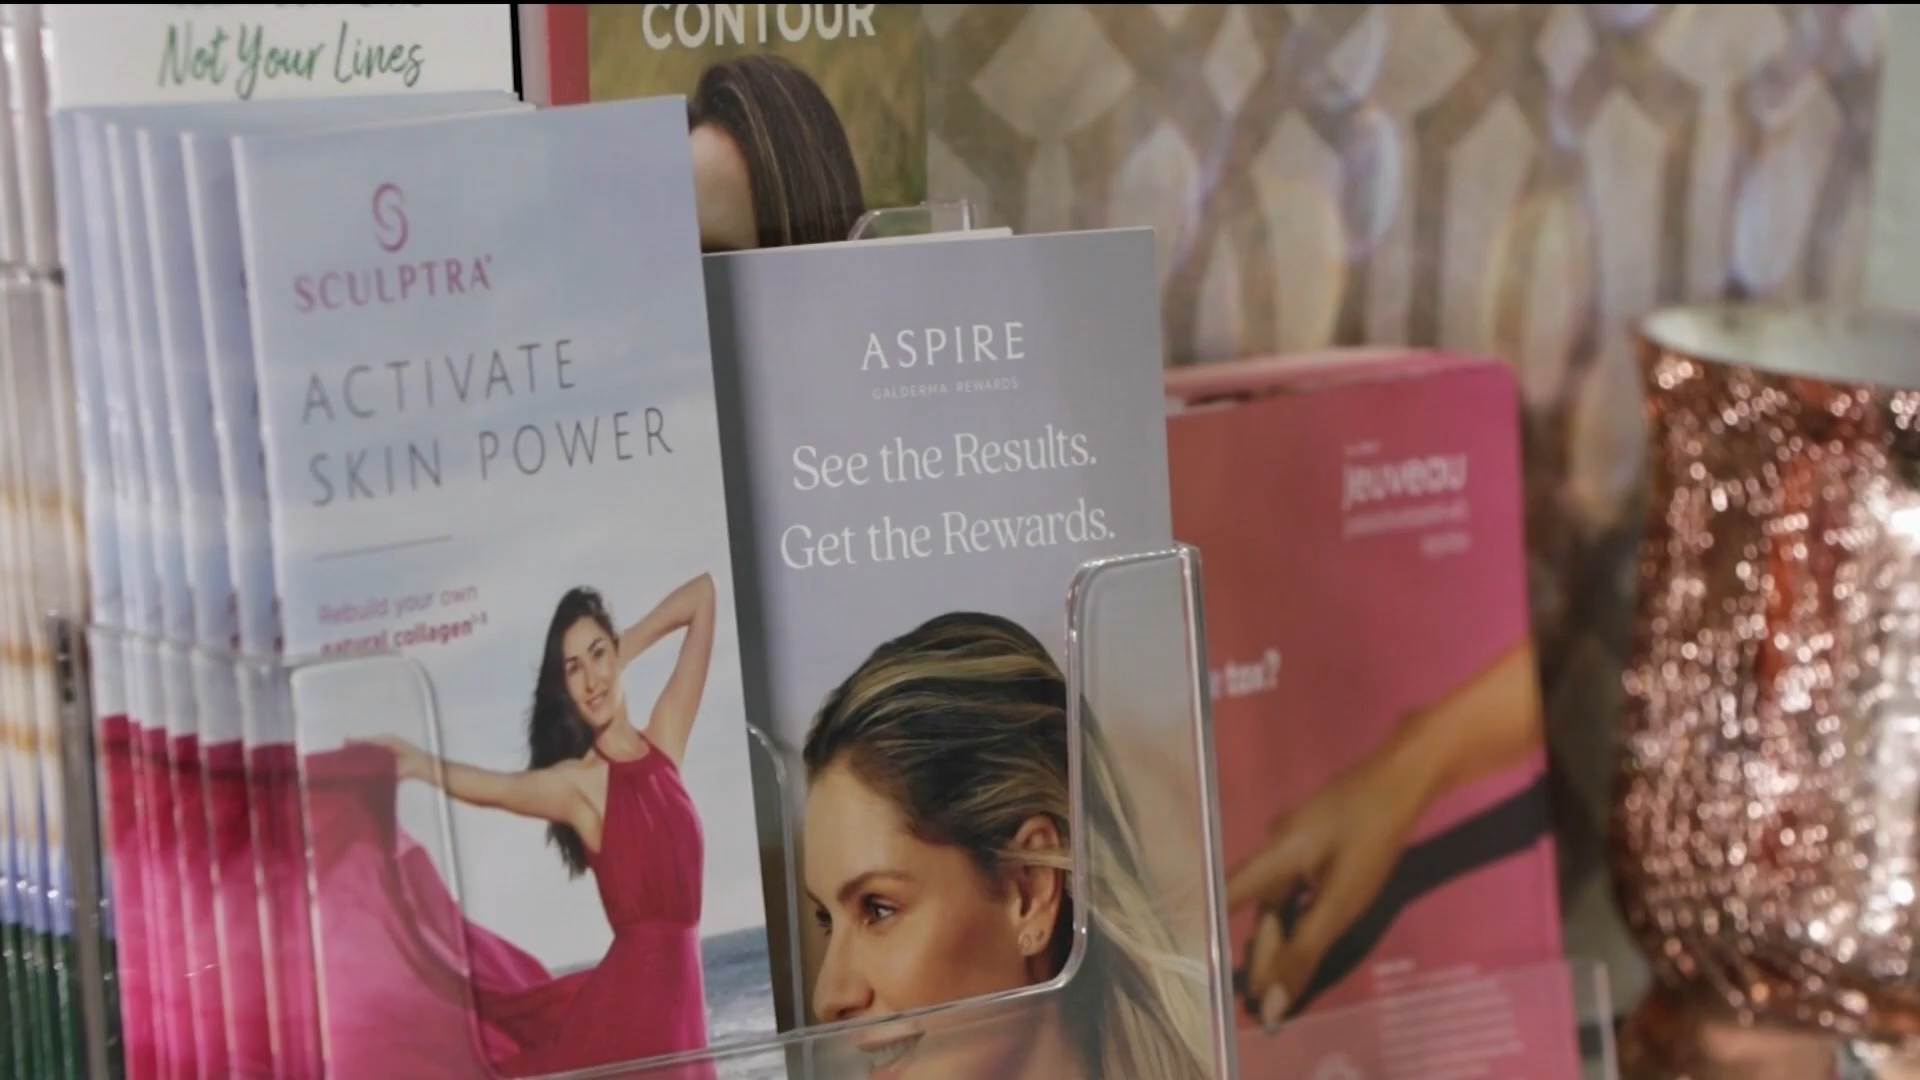 Not Your Lines
CONTOUR
SCULPTRA
ACTIVATE
SKIN POWER
Rebuild your own
natural collagen
ASPIRE
GALDERMA REWARDS
See the Results.
Get the Rewards.
jeuveau
tox?